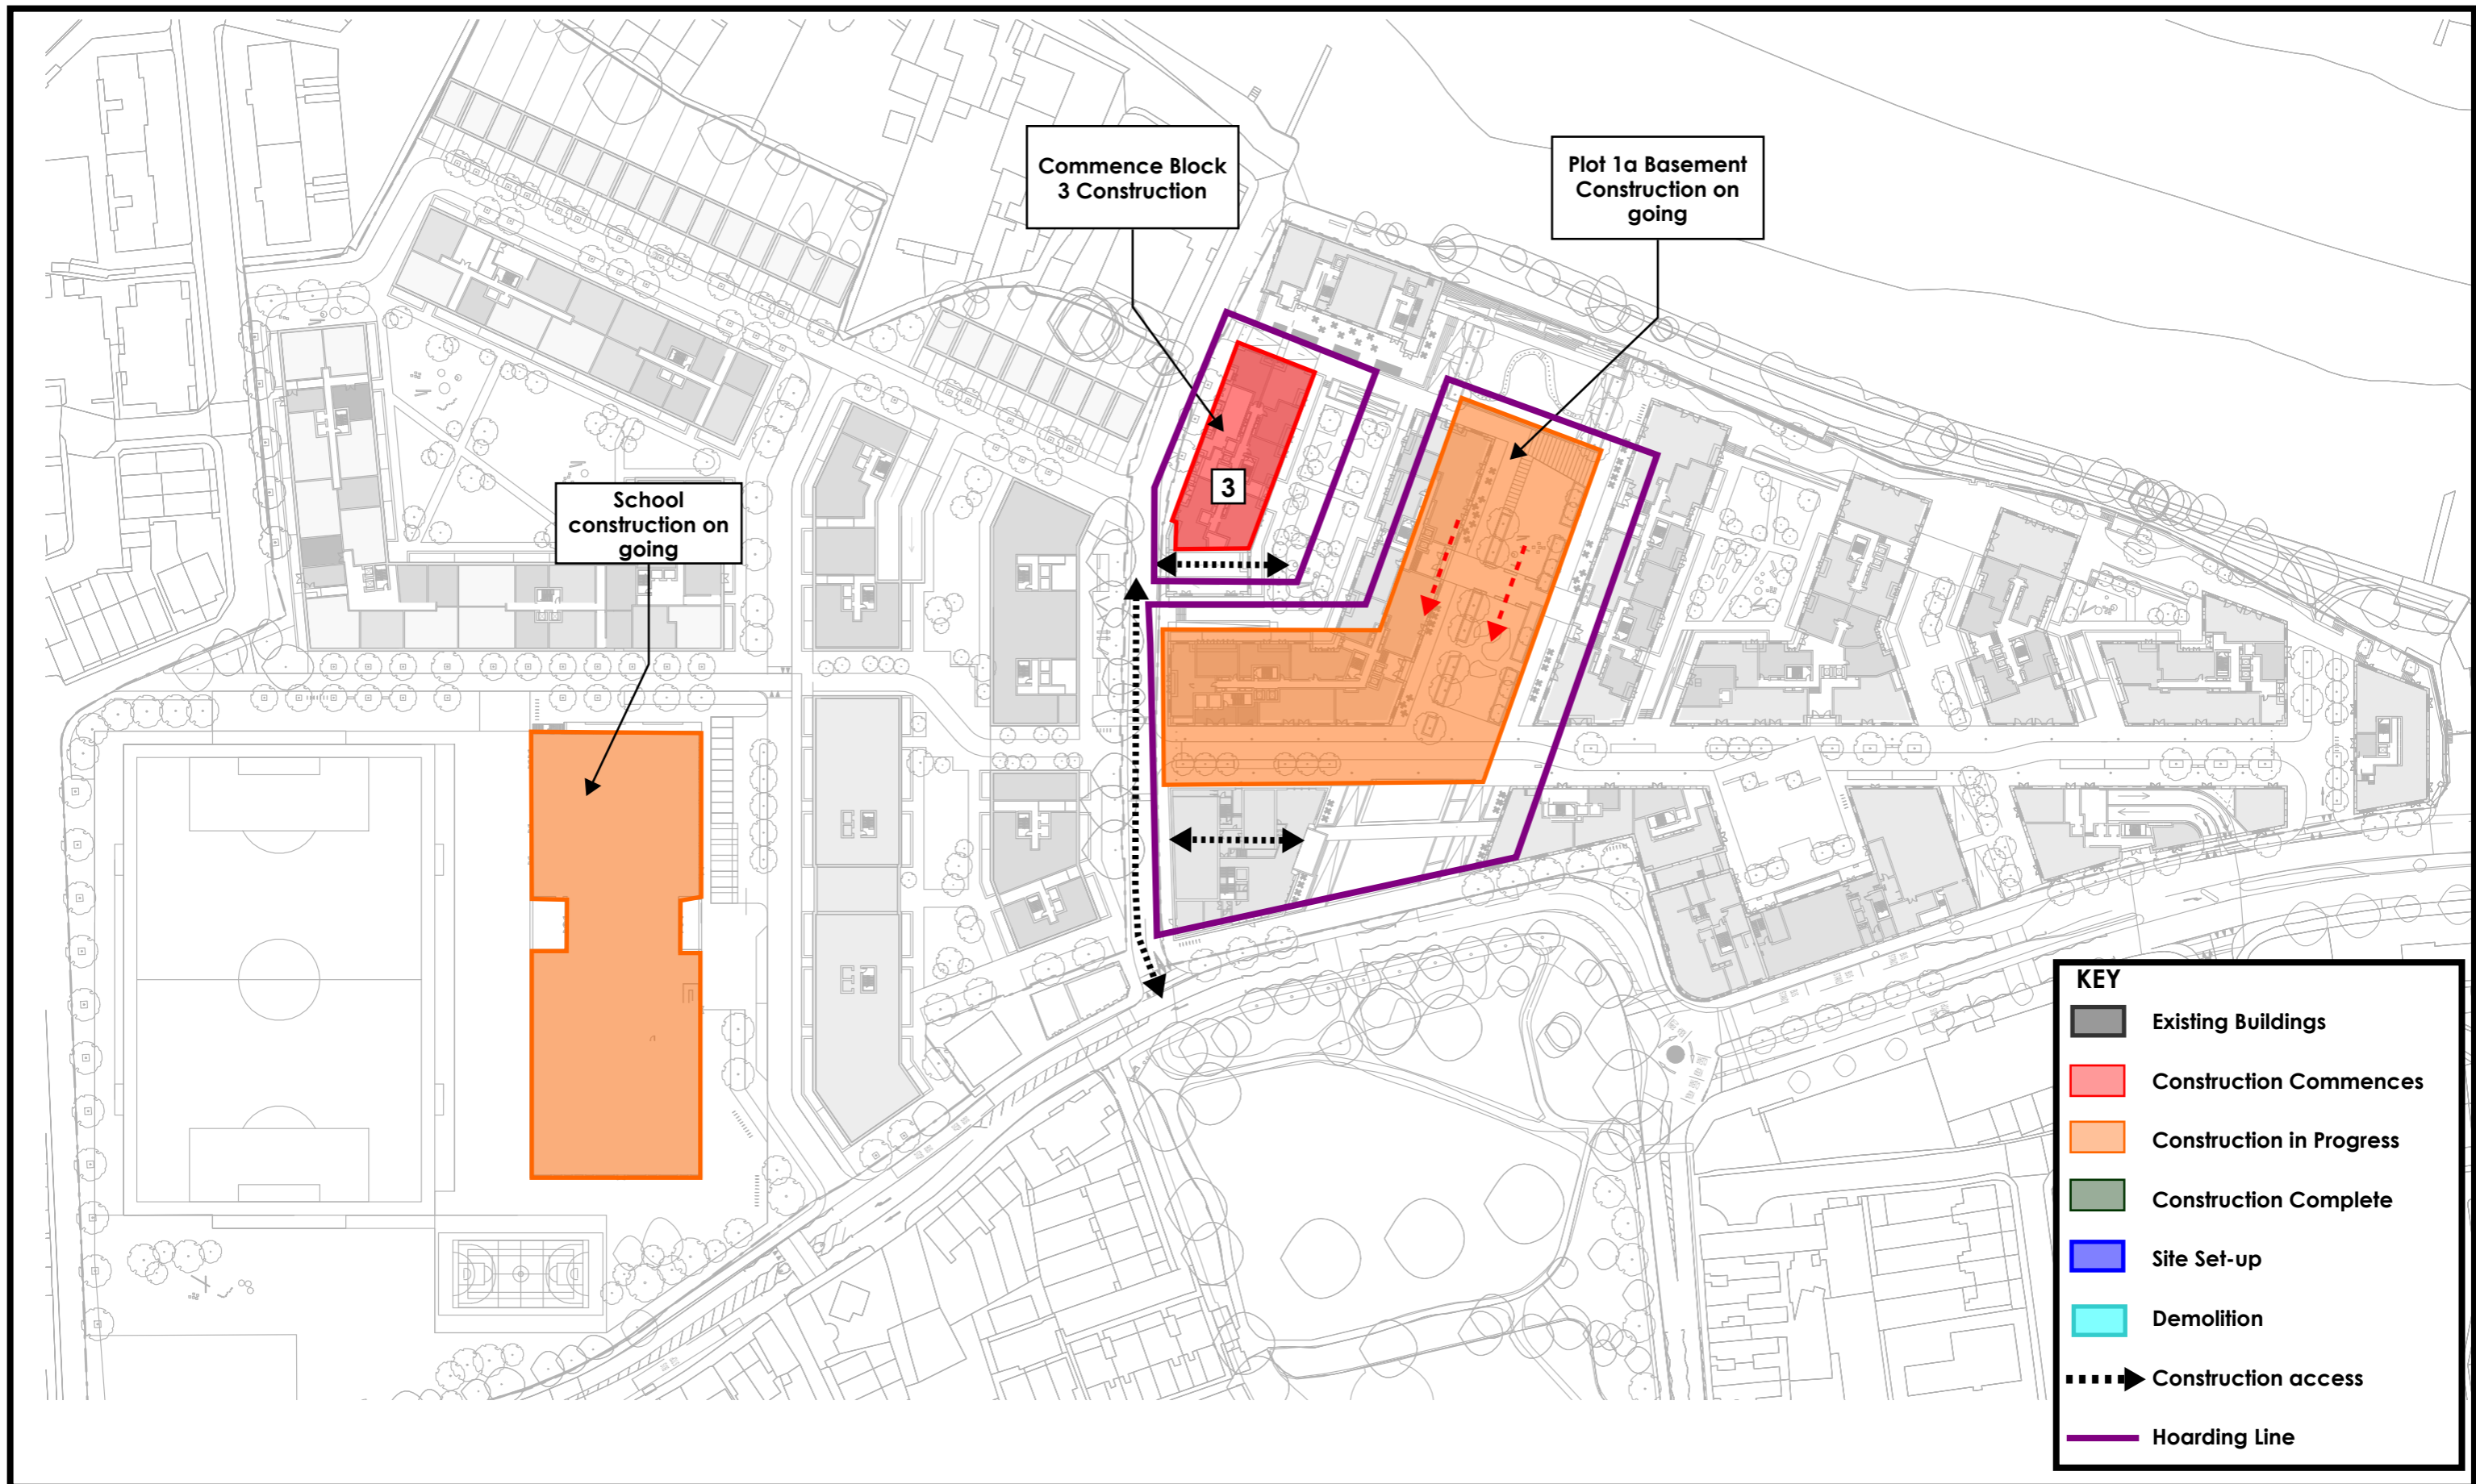 Commence Block
3 Construction
Plot 1a Basement
Construction on
going
School
construction on
going
3
KEY
Existing Buildings
Construction Commences
Construction in Progress
Construction Complete
Site Set-up
Demolition
Construction access
Hoarding Line